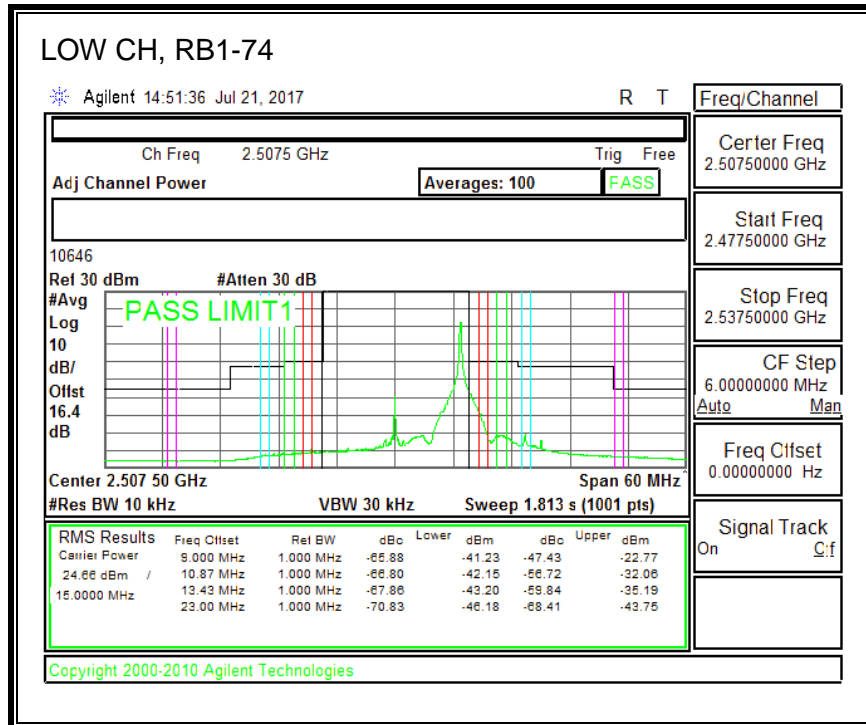 LOW CH, RB1-74
Agilent 14:51:36 Jul 21, 2017 R T
Freq/Channel
Ch Freq 2.5075 GHz Trig Free
Adj Channel Power Averages: 100 PASS
Center Freq
2.50750000 GHz
Start Freq
2.47750000 GHz
Stop Freq
2.53750000 GHz
CF Step
6.00000000 MHz
Auto Man
Freq Offset
0.00000000 Hz
Signal Track
On Off
10646
Ref 30 dBm #Atten 30 dB
#Avg
Log
10
dB/
Offst
16.4
dB
PASS LIMIT1
Center 2.507 50 GHz Span 60 MHz
#Res BW 10 kHz VBW 30 kHz Sweep 1.813 s (1001 pts)
RMS Results Freq Offset Ref BW dBc Lower dBm dBc Upper dBm
Carrier Power 9.000 MHz 1.000 MHz -65.88 -41.23 -47.43 -22.77
24.66 dBm / 10.87 MHz 1.000 MHz -66.80 -42.15 -56.72 -32.06
15.0000 MHz 13.43 MHz 1.000 MHz -67.86 -43.20 -59.84 -35.19
23.00 MHz 1.000 MHz -70.83 -46.18 -68.41 -43.75
Copyright 2000-2010 Agilent Technologies